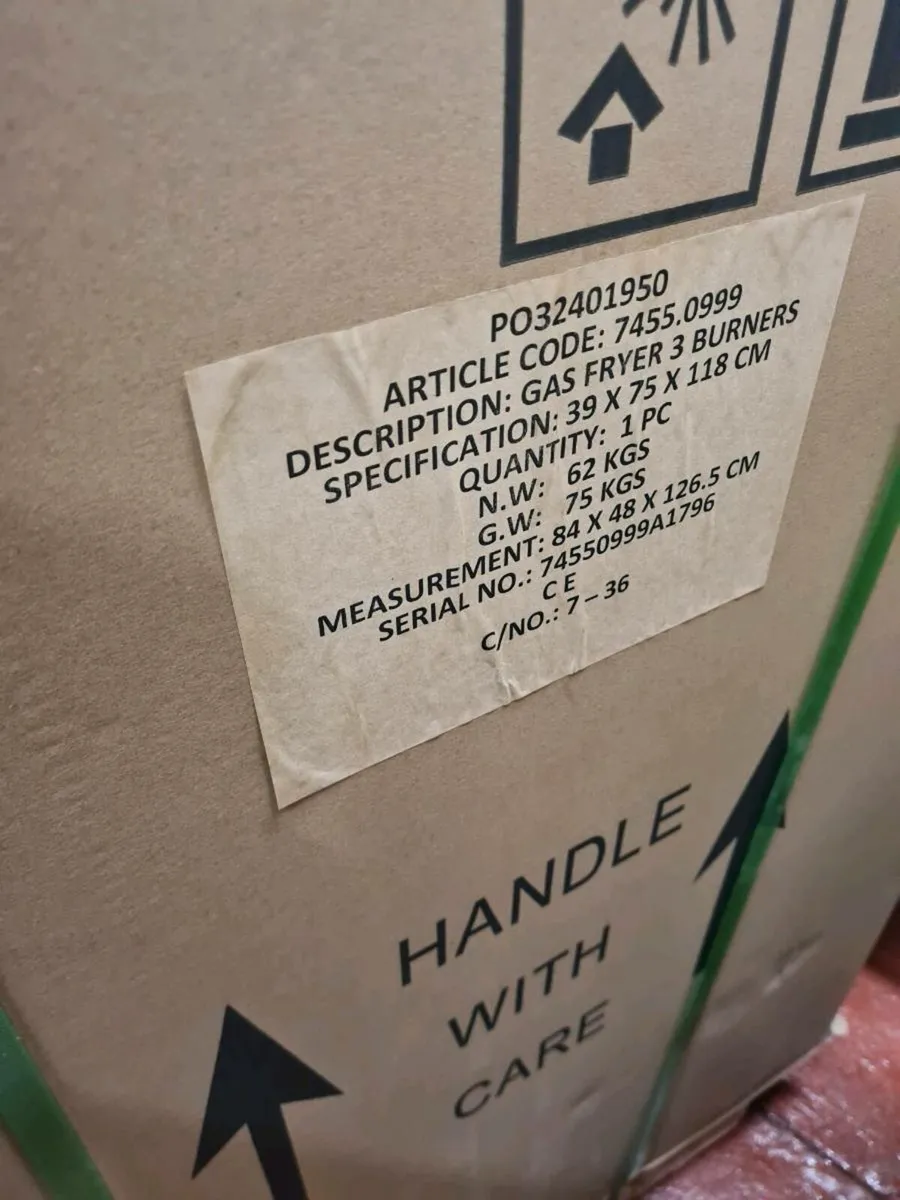 PO32401950
ARTICLE CODE: 7455.0999
DESCRIPTION: GAS FRYER 3 BURNERS
SPECIFICATION: 39 X 75 X 118 CM
QUANTITY: 1 PC
N.W: 62 KGS
G.W: 75 KGS
MEASUREMENT: 84 X 48 X 126.5 CM
SERIAL NO.: 74550999A1796
C E
C/NO.: 7 – 36
HANDLE
WITH
CARE